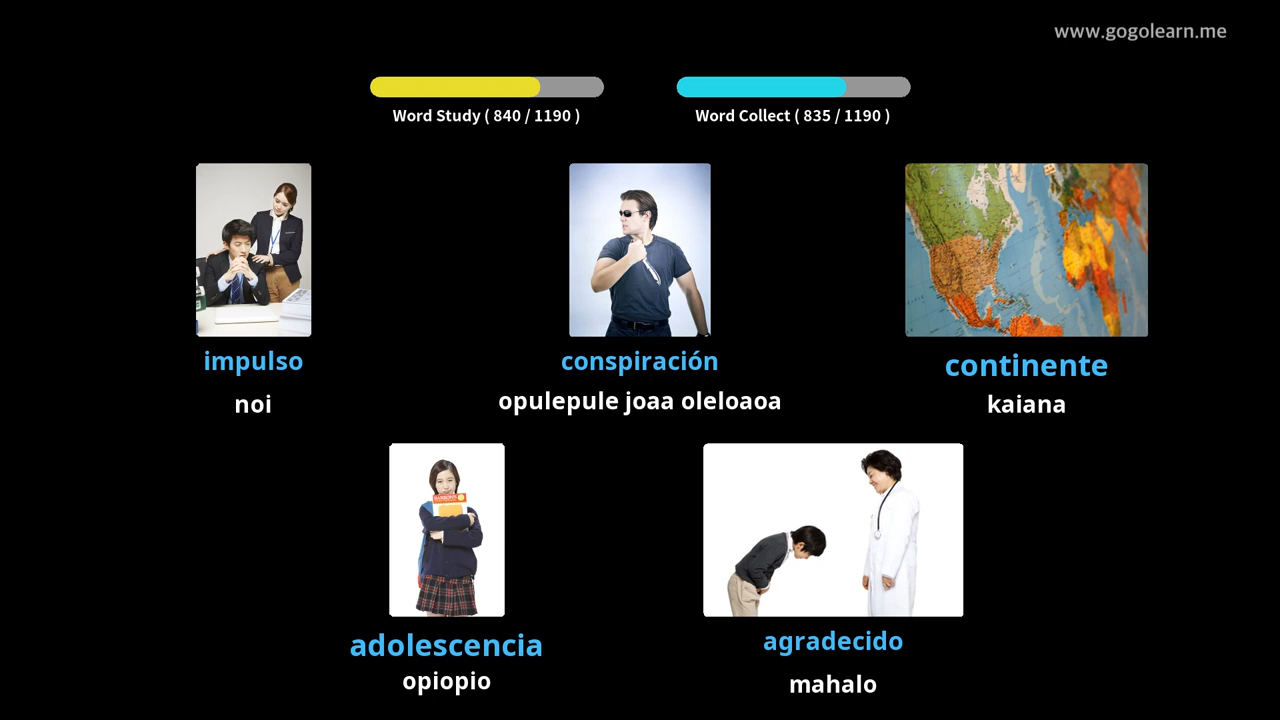 www.gogolearn.me
Word Study ( 840 / 1190 )
Word Collect ( 835 / 1190 )
impulso
noi
conspiración
opulepule joaa oleloaoa
continente
kaiana
adolescencia
opiopio
agradecido
mahalo